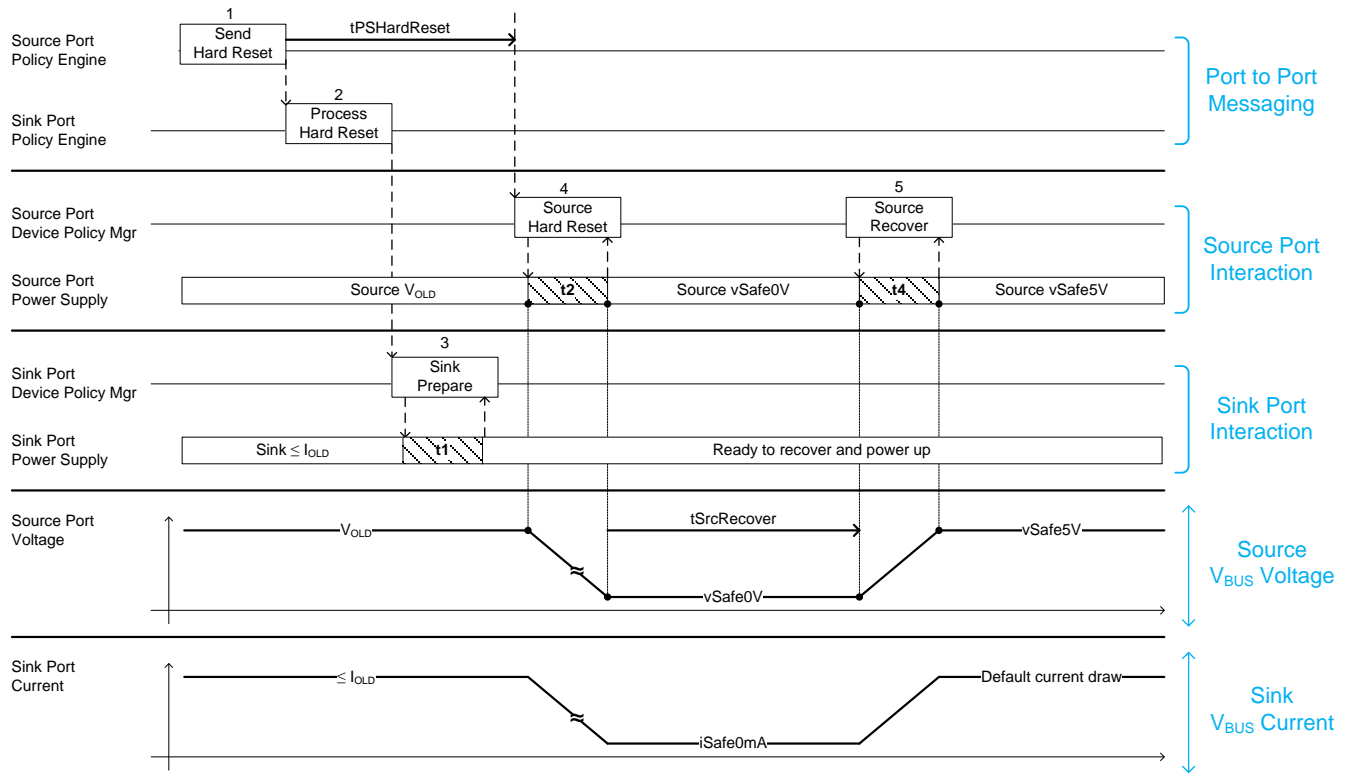 1
Send
Hard Reset
tPSHardReset
Source Port
Policy Engine
2
Process
Hard Reset
Sink Port
Policy Engine
Port to Port
Messaging
4
Source
Hard Reset
5
Source
Recover
Source Port
Device Policy Mgr
Source Port
Power Supply
Source VOLD
t2
Source vSafe0V
t4
Source vSafe5V
Source Port
Interaction
3
Sink
Prepare
Sink Port
Device Policy Mgr
Sink Port
Power Supply
Sink ≤ IOLD
t1
Ready to recover and power up
Sink Port
Interaction
Source Port
Voltage
VOLD
tSrcRecover
vSafe0V
vSafe5V
Source
VBUS Voltage
Sink Port
Current
≤ IOLD
iSafe0mA
Default current draw
Sink
VBUS Current